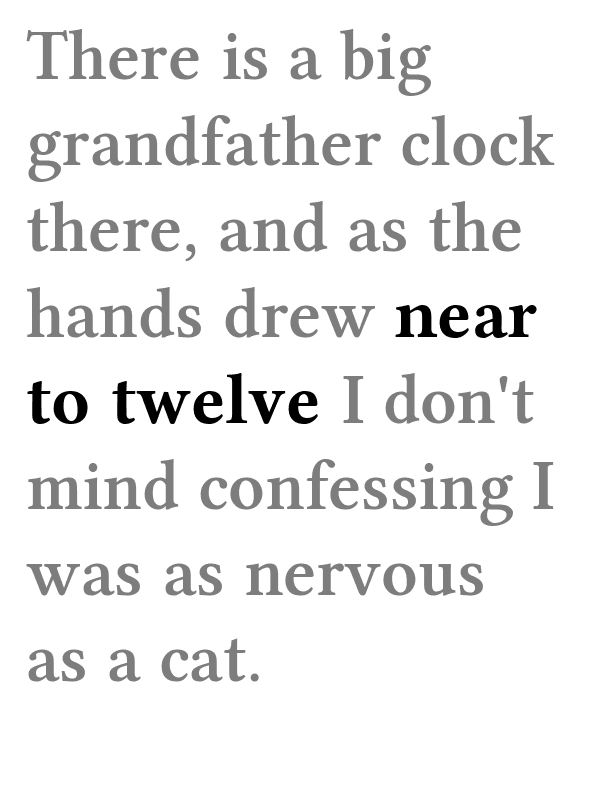 There is a big
grandfather clock
there, and as the
hands drew near
to twelve I don't
mind confessing I
was as nervous
as a cat.